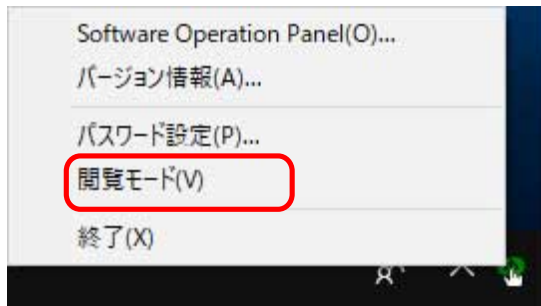 Software Operation Panel(O)...
バージョン情報(A)...
パスワード設定(P)...
閲覧モード(V)
終了(X)